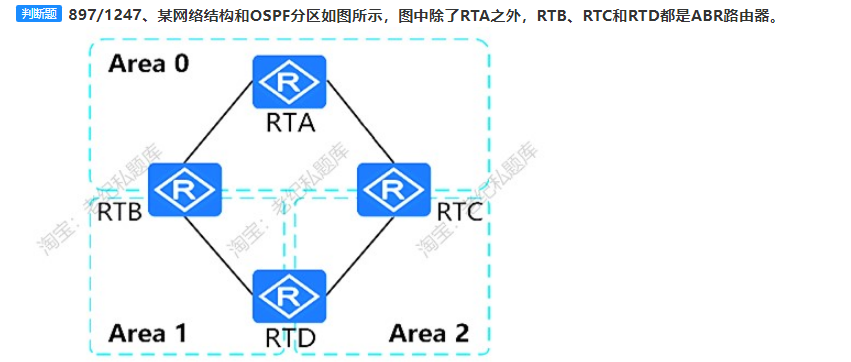 判断题 897/1247、某网络结构和OSPF分区如图所示，图中除了RTA之外，RTB、RTC和RTD都是ABR路由器。
Area 0
R
RTA
R
R
RTB
RTC
R
Area 1
RTD
Area 2
淘宝：老纪私题库
淘宝：老纪私题库
淘宝：老纪私题库